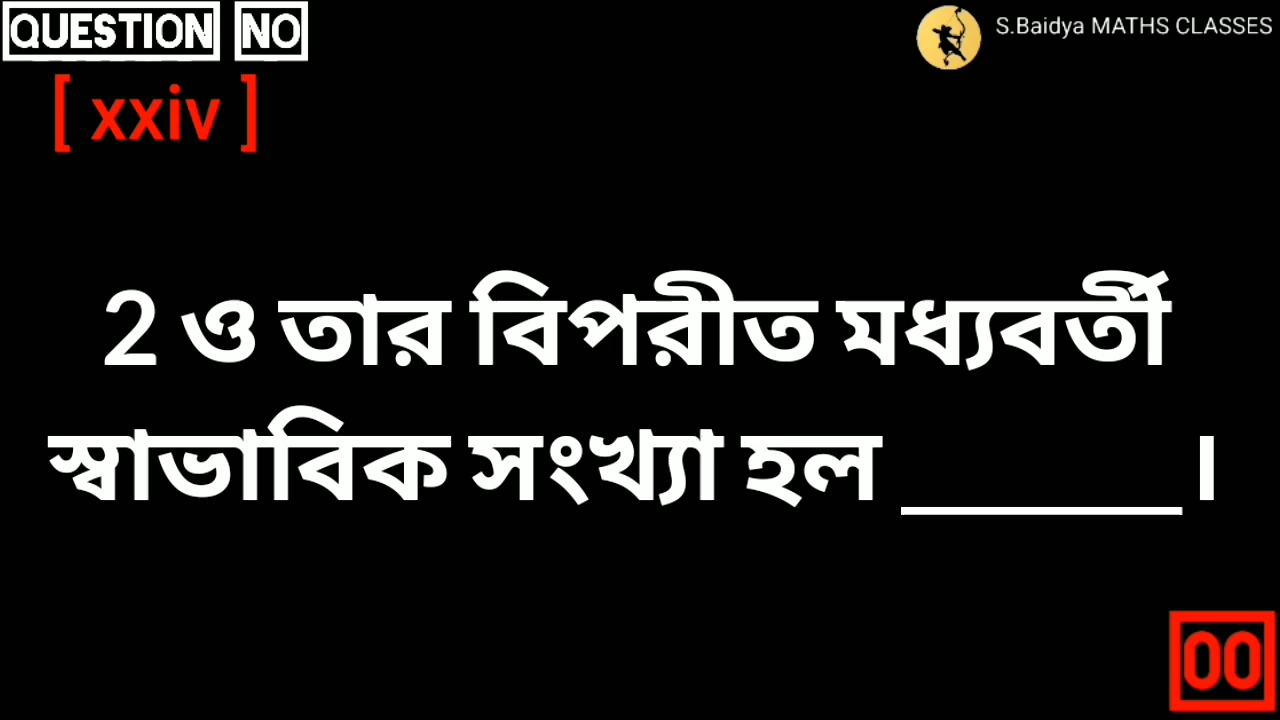 QUESTION NO
S.Baidya MATHS CLASSES
[ xxiv ]
2 ও তার বিপরীত মধ্যবর্তী
স্বাভাবিক সংখ্যা হল ______ ।
00